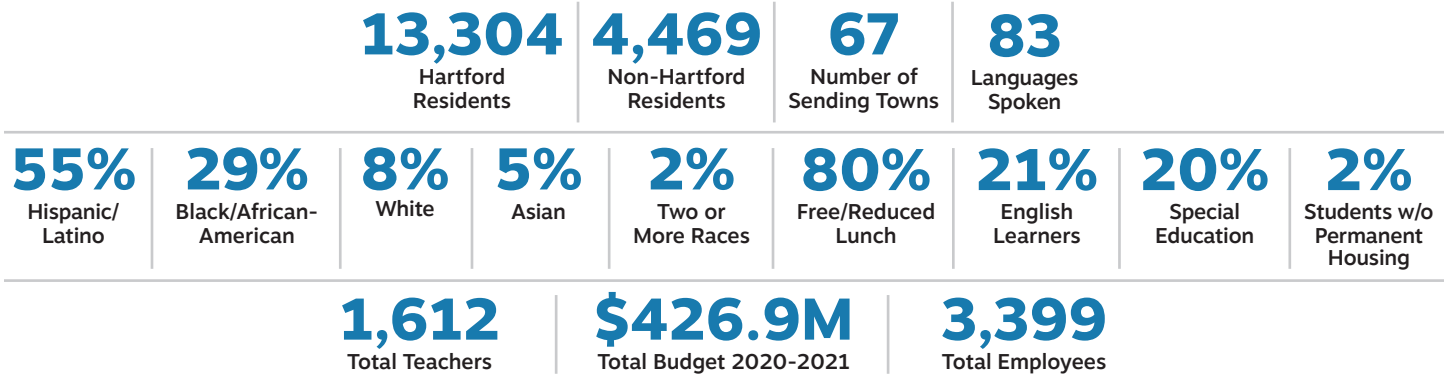 13,304
Hartford
Residents
4,469
Non-Hartford
Residents
67
Number of
Sending Towns
83
Languages
Spoken
55%
Hispanic/
Latino
29%
Black/African-
American
8%
White
5%
Asian
2%
Two or
More Races
80%
Free/Reduced
Lunch
21%
English
Learners
20%
Special
Education
2%
Students w/o
Permanent
Housing
1,612
Total Teachers
$426.9M
Total Budget 2020-2021
3,399
Total Employees